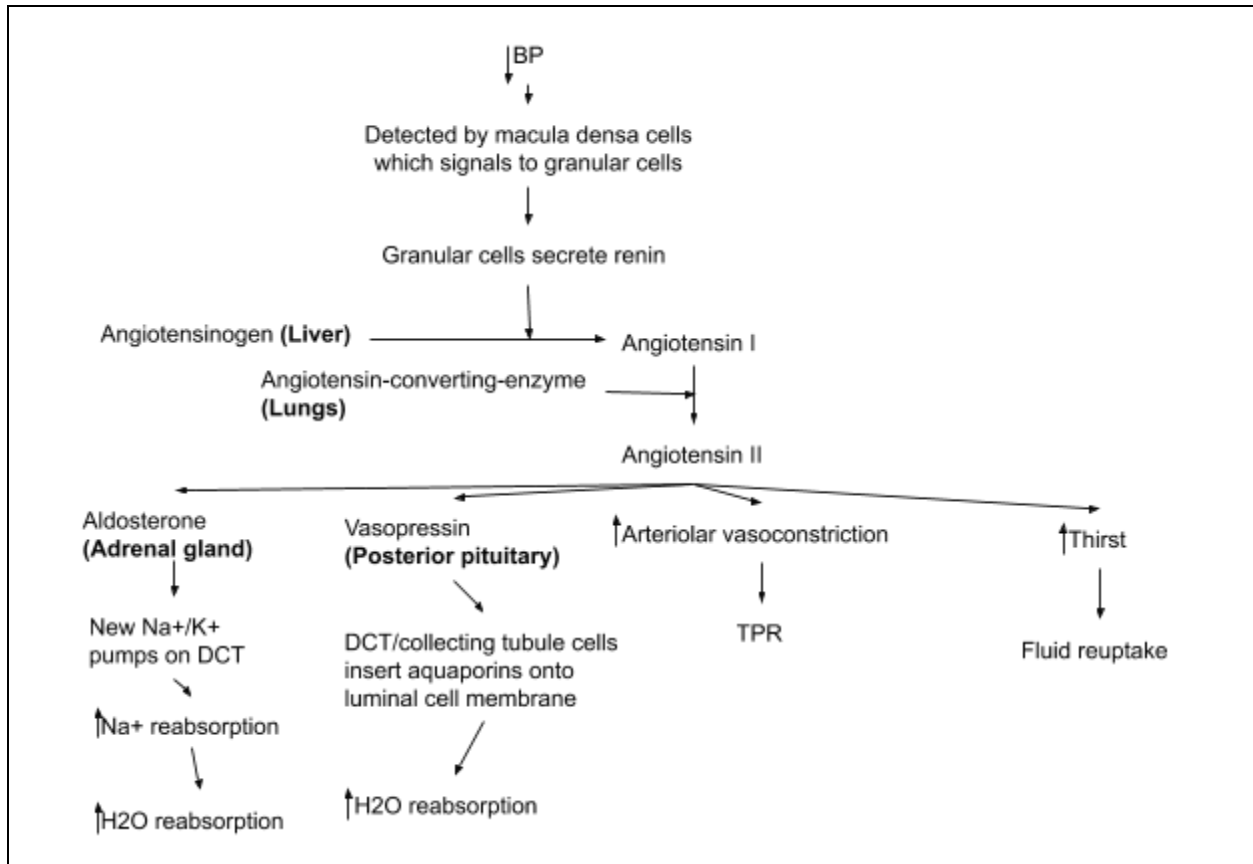 ↓BP
Detected by macula densa cells
which signals to granular cells
Granular cells secrete renin
Angiotensinogen (Liver)
Angiotensin I
Angiotensin-converting-enzyme
(Lungs)
Angiotensin II
Aldosterone
(Adrenal gland)
Vasopressin
(Posterior pituitary)
↑Arteriolar vasoconstriction
↑Thirst
New Na+/K+
pumps on DCT
DCT/collecting tubule cells
insert aquaporins onto
luminal cell membrane
TPR
Fluid reuptake
↑Na+ reabsorption
↑H2O reabsorption
↑H2O reabsorption